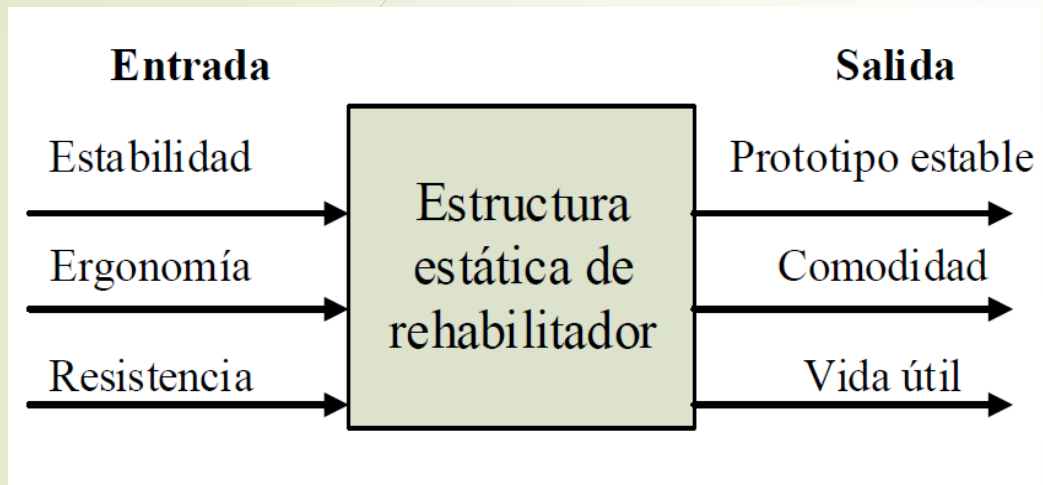 Entrada
Salida
Estabilidad
Prototipo estable
Estructura
estática de
rehabilitador
Ergonomía
Comodidad
Resistencia
Vida útil